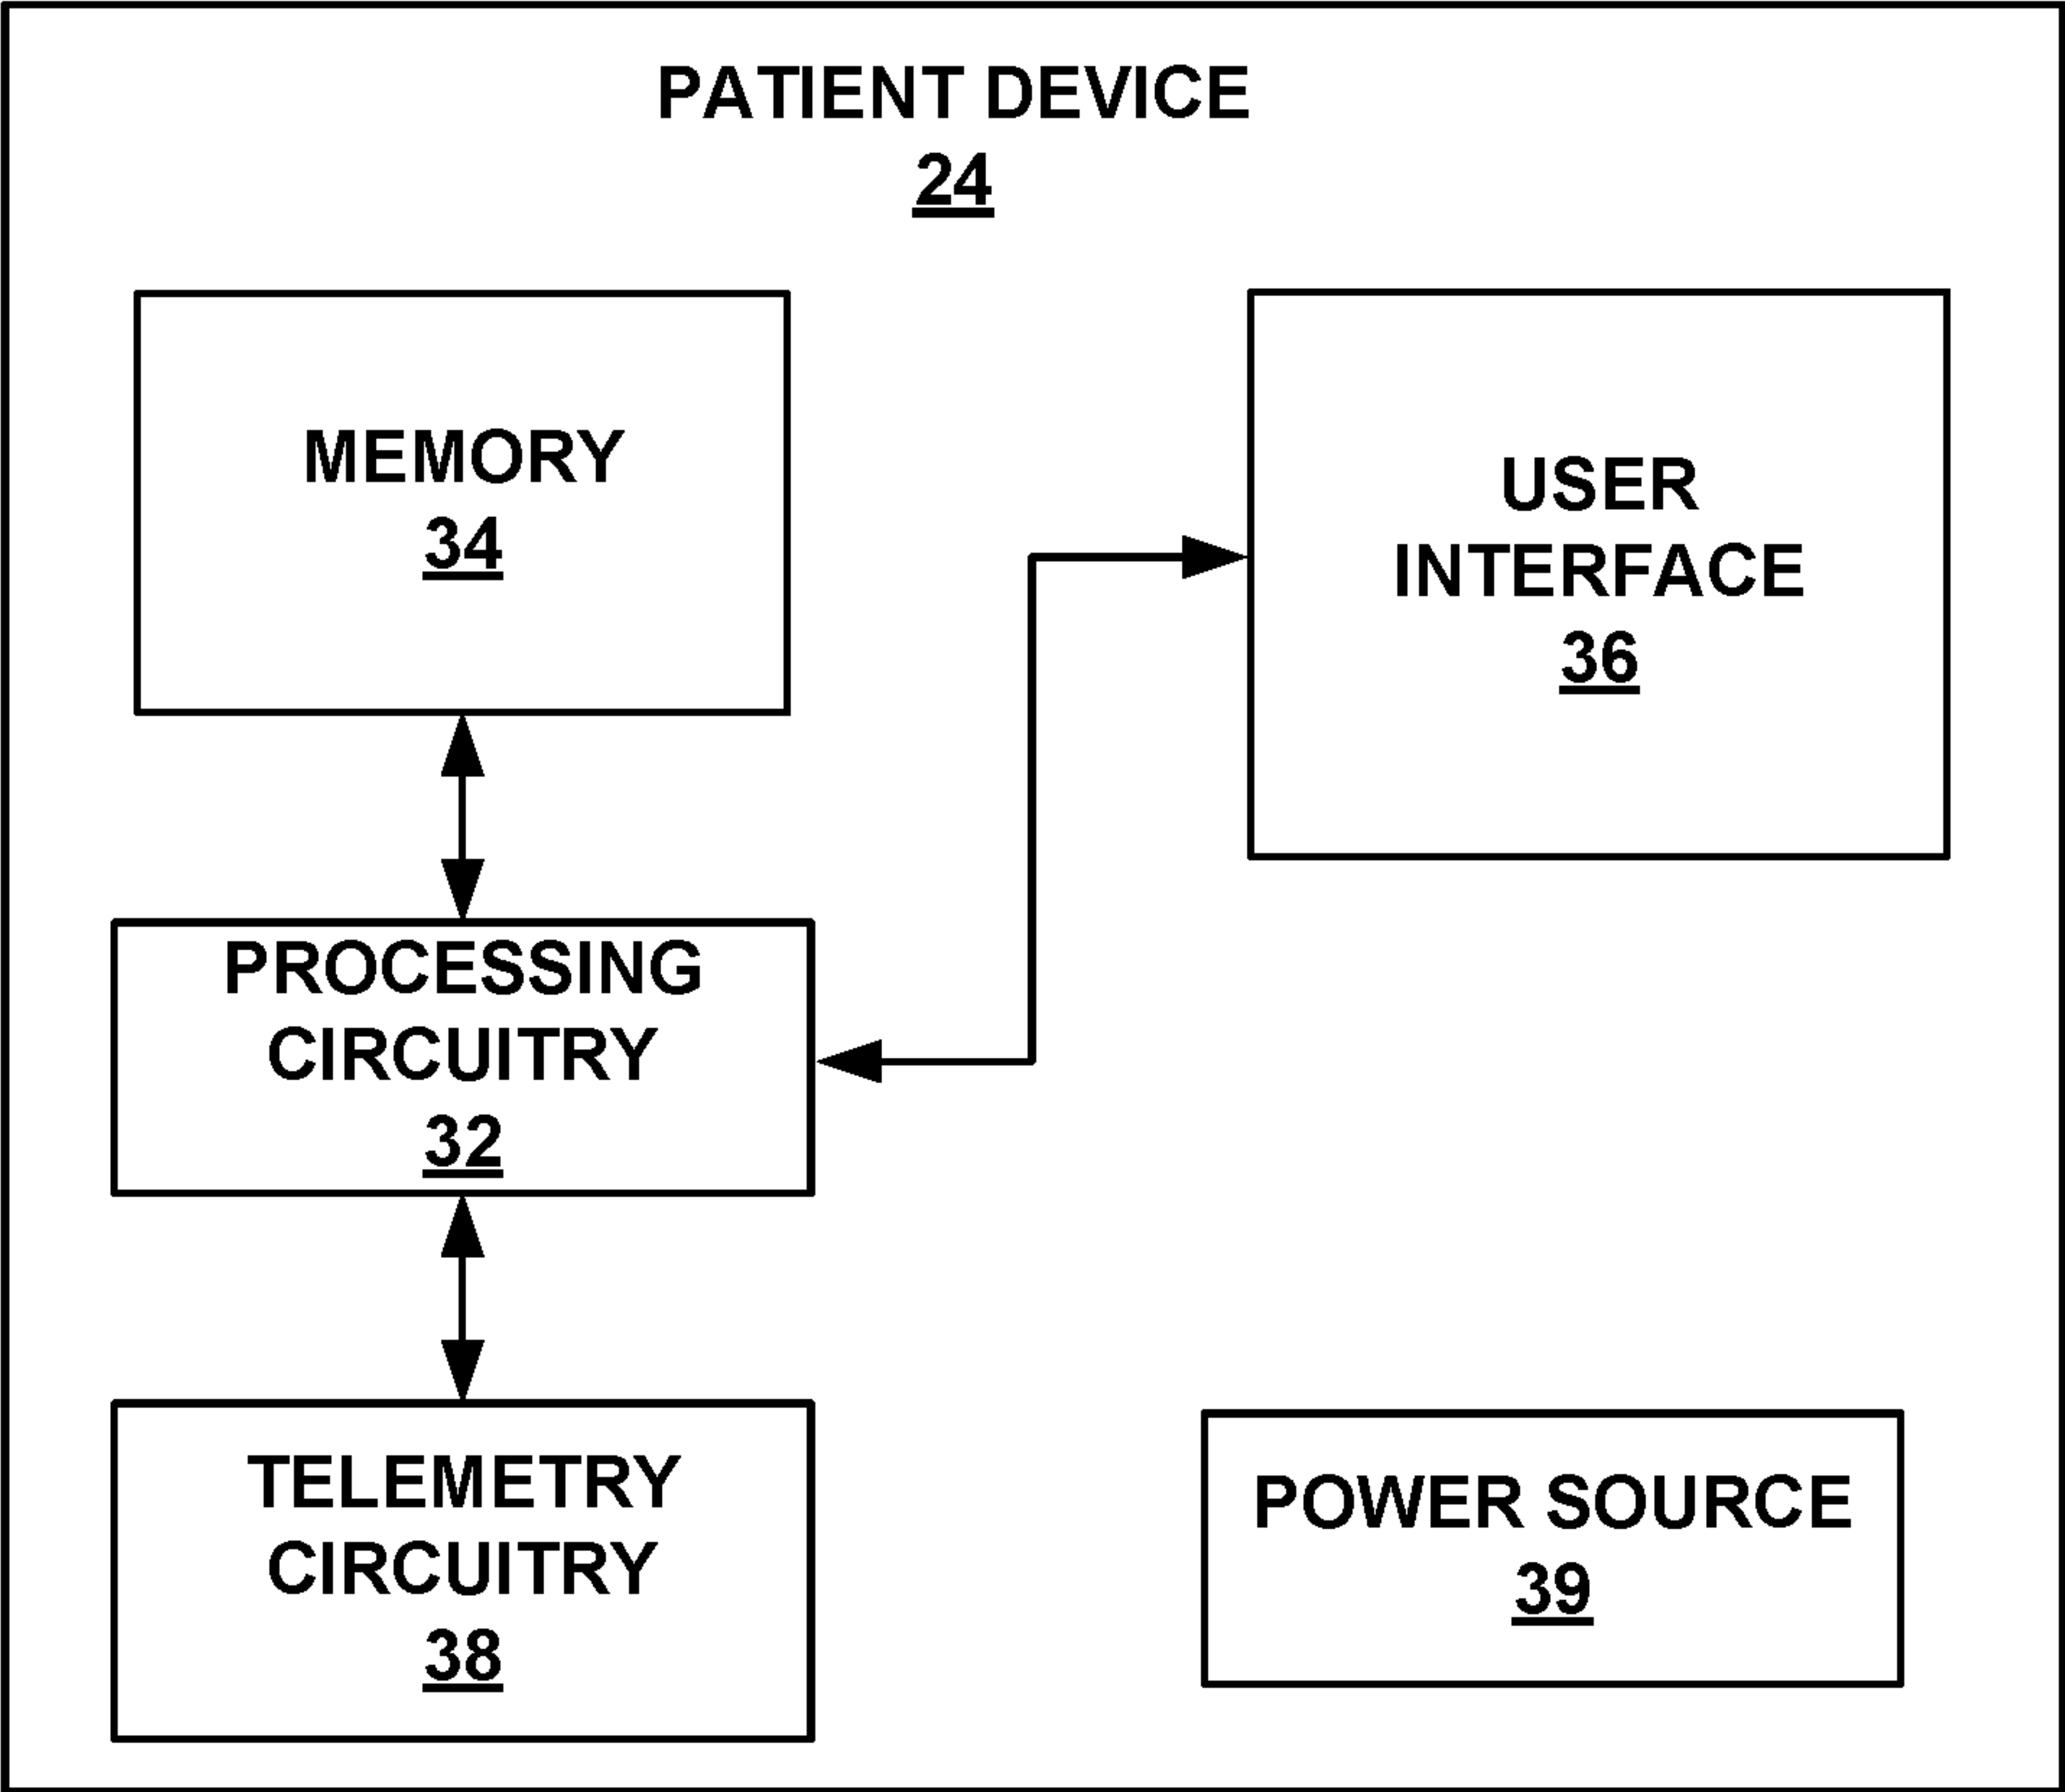 PATIENT DEVICE
24
MEMORY
34
USER
INTERFACE
36
PROCESSING
CIRCUITRY
32
TELEMETRY
CIRCUITRY
38
POWER SOURCE
39